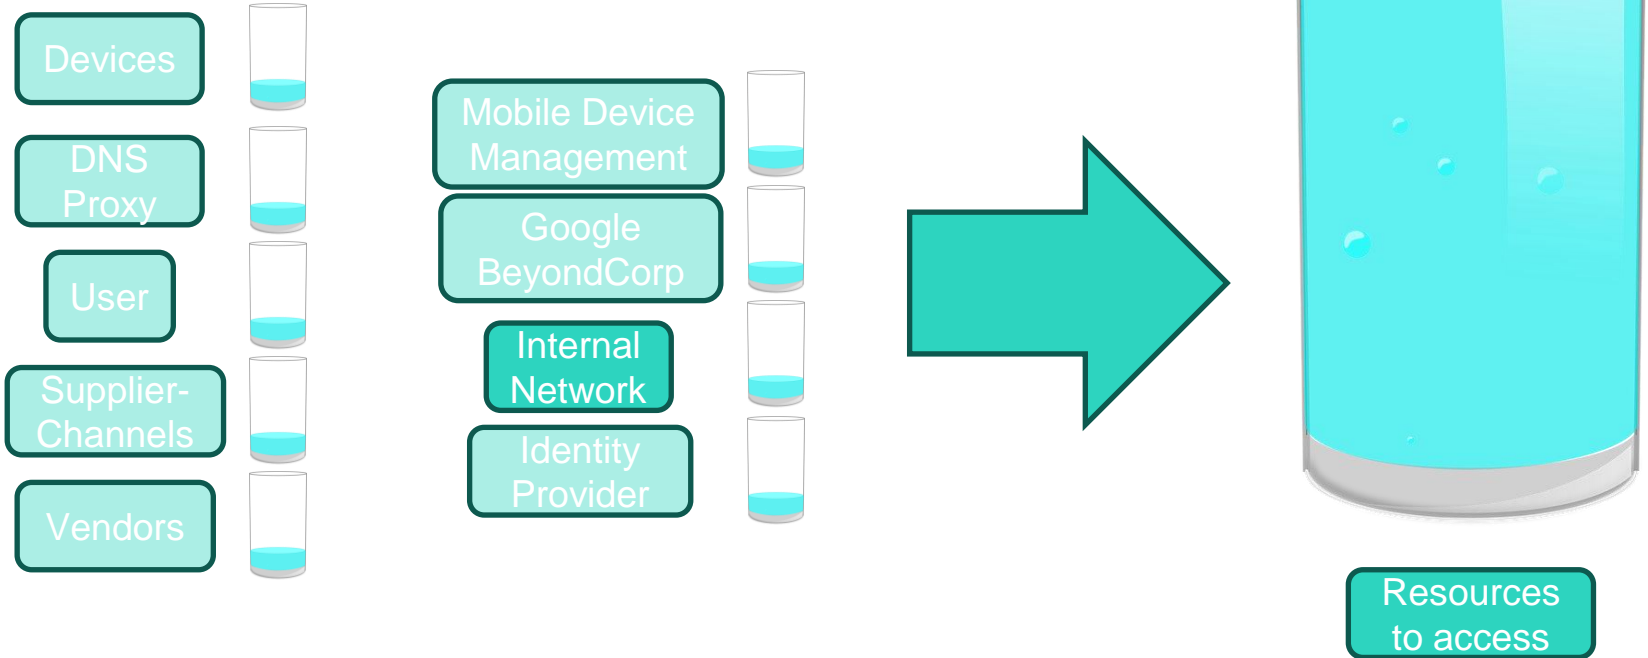 Devices
DNS
Proxy
User
Supplier-
Channels
Vendors
Mobile Device
Management
Google
BeyondCorp
Internal
Network
Identity
Provider
Resources
to access